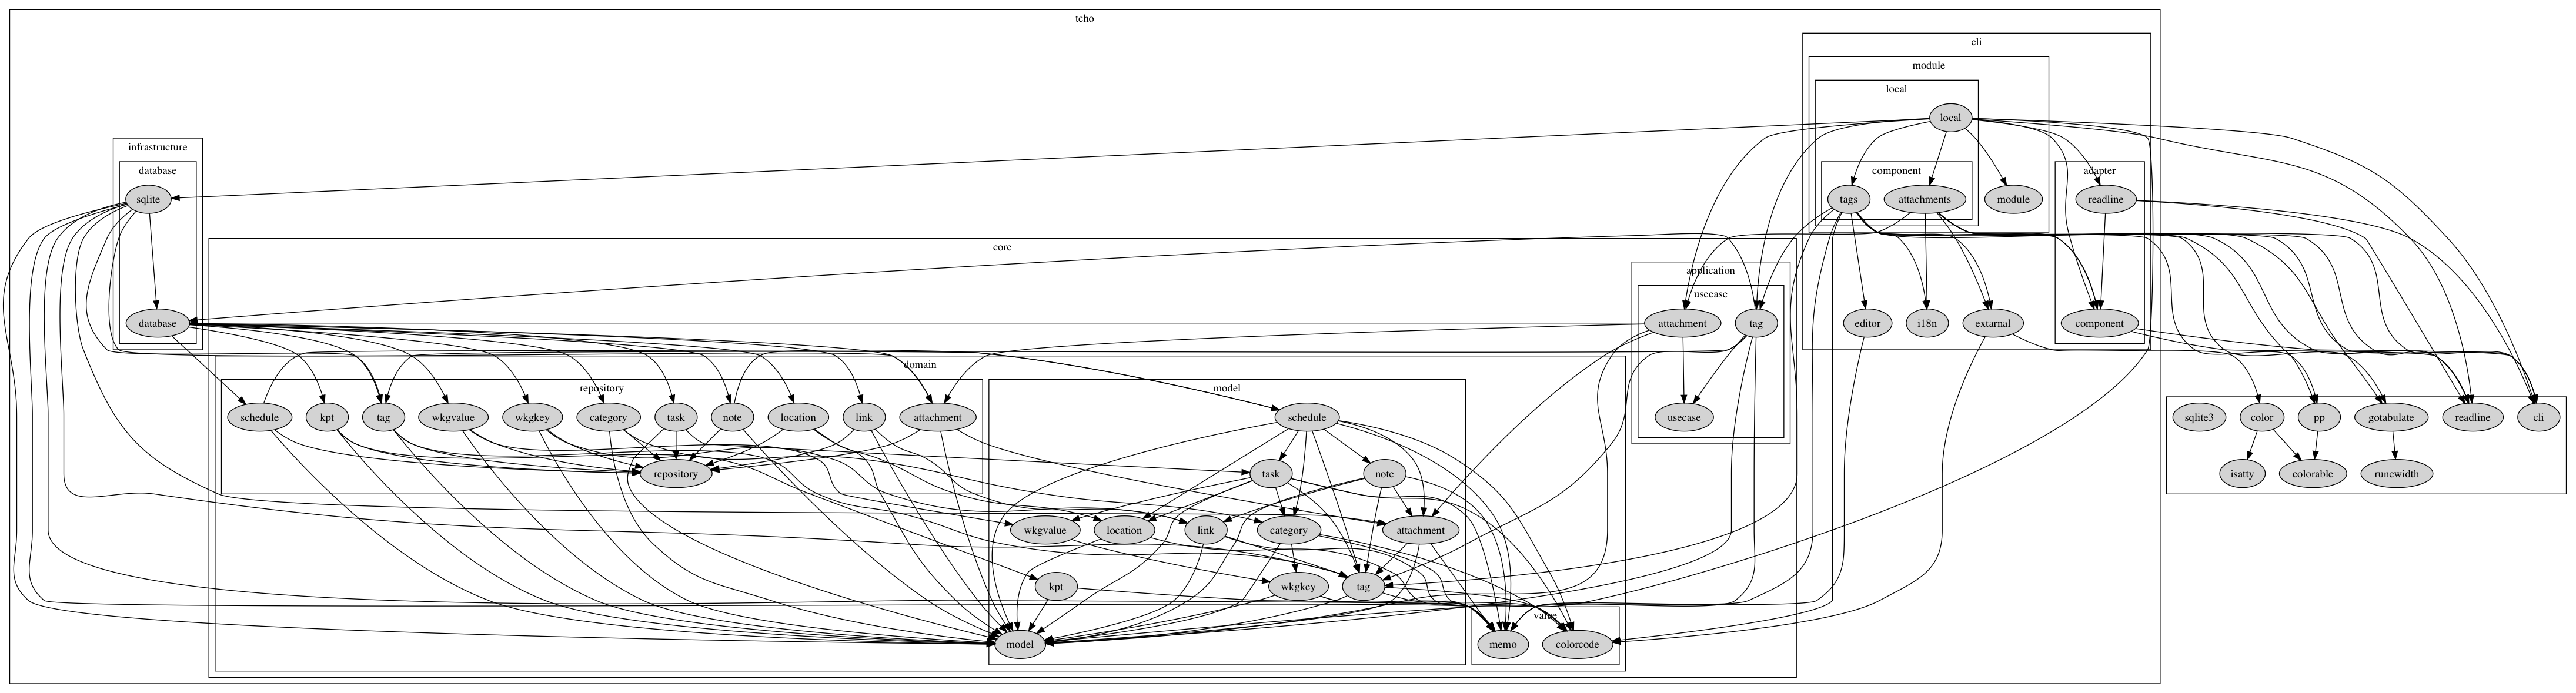 tcho
cli
module
local
local
infrastructure
database
component
adapter
sqlite
tags
attachments
module
readline
core
application
usecase
database
attachment
tag
editor
i18n
extarnal
component
domain
repository
model
schedule
kpt
tag
wkgvalue
wkgkey
category
task
note
location
link
attachment
schedule
usecase
sqlite3
color
pp
gotabulate
readline
cli
repository
task
note
isatty
colorable
runewidth
wkgvalue
location
link
category
attachment
kpt
wkgkey
tag
value
model
memo
colorcode